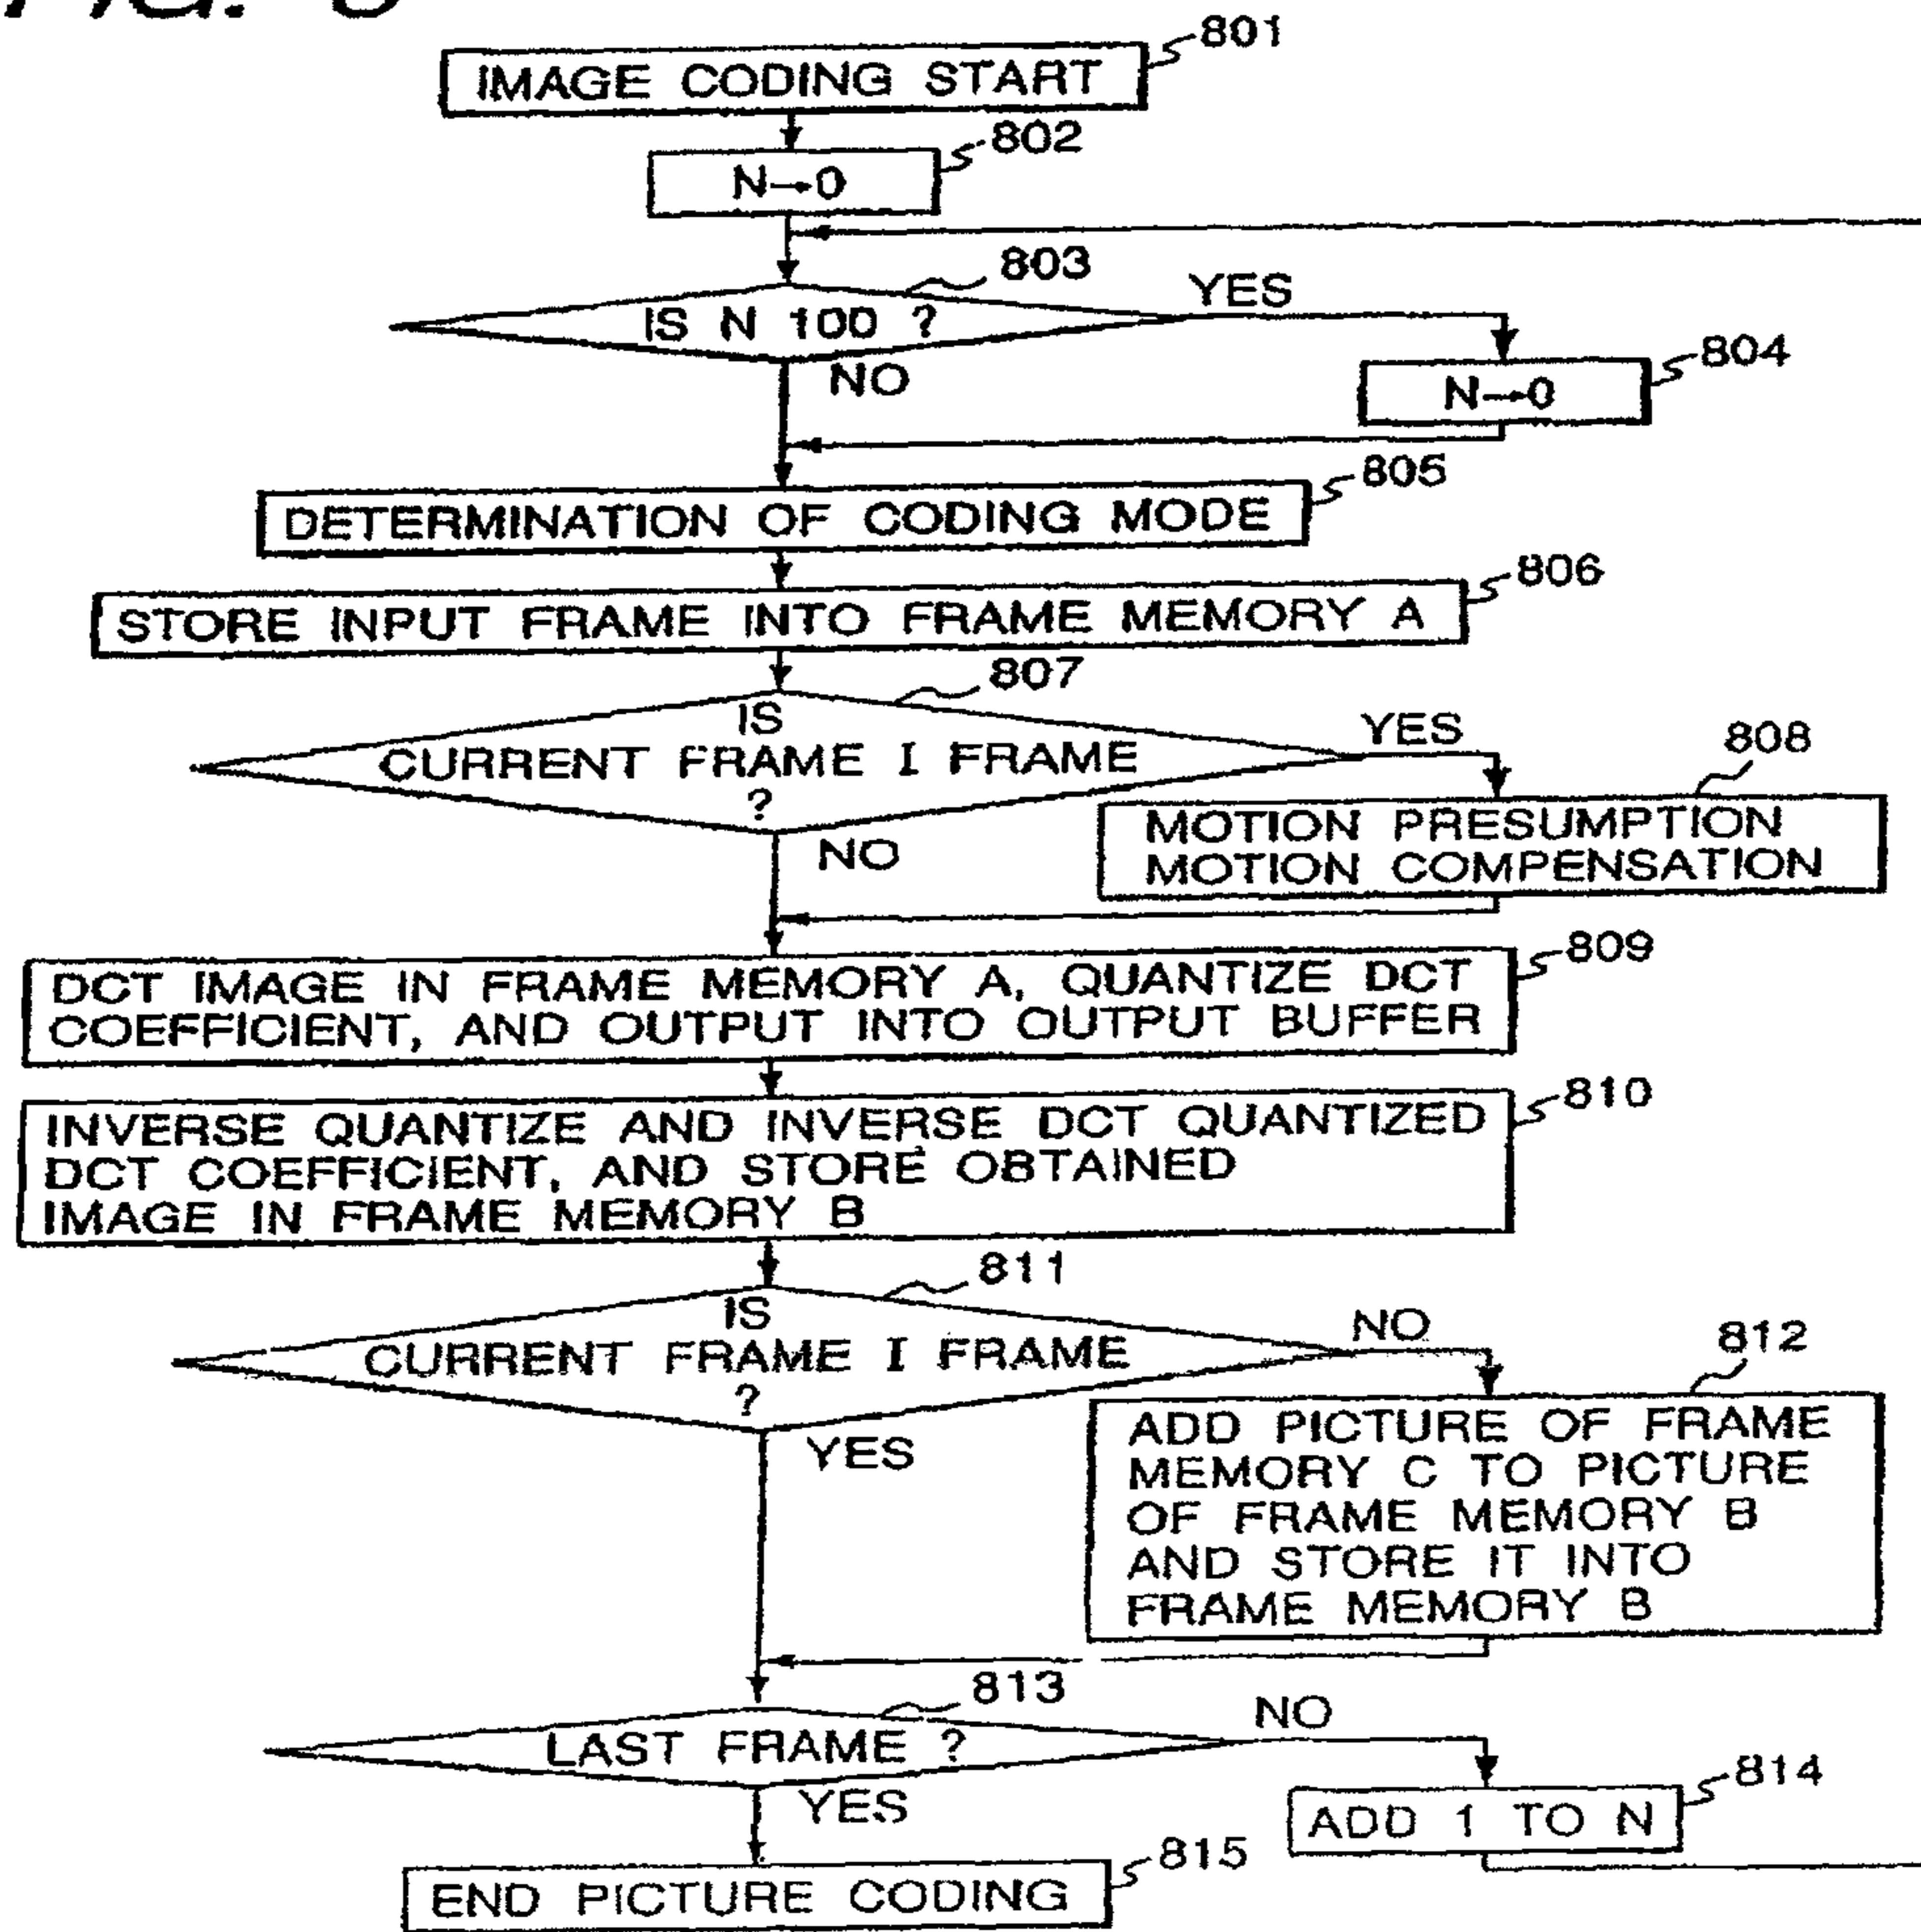 801
IMAGE CODING START
802
N→0
803
IS N 100 ?
YES
NO
804
N→0
805
DETERMINATION OF CODING MODE
806
STORE INPUT FRAME INTO FRAME MEMORY A
807
IS
CURRENT FRAME I FRAME
?
YES
NO
808
MOTION PRESUMPTION
MOTION COMPENSATION
809
DCT IMAGE IN FRAME MEMORY A, QUANTIZE DCT
COEFFICIENT, AND OUTPUT INTO OUTPUT BUFFER
810
INVERSE QUANTIZE AND INVERSE DCT QUANTIZED
DCT COEFFICIENT, AND STORE OBTAINED
IMAGE IN FRAME MEMORY B
811
IS
CURRENT FRAME I FRAME
?
NO
YES
812
ADD PICTURE OF FRAME
MEMORY C TO PICTURE
OF FRAME MEMORY B
AND STORE IT INTO
FRAME MEMORY B
813
LAST FRAME ?
NO
YES
814
ADD 1 TO N
815
END PICTURE CODING